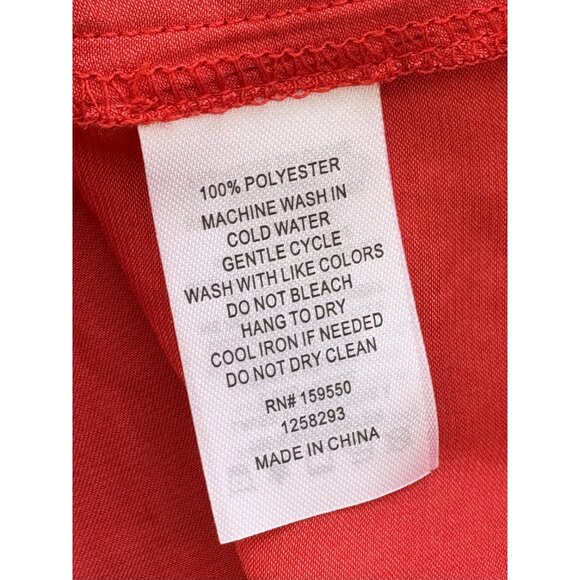 100% POLYESTER
MACHINE WASH IN
COLD WATER
GENTLE CYCLE
WASH WITH LIKE COLORS
DO NOT BLEACH
HANG TO DRY
COOL IRON IF NEEDED
DO NOT DRY CLEAN
RN# 159550
1258293
MADE IN CHINA